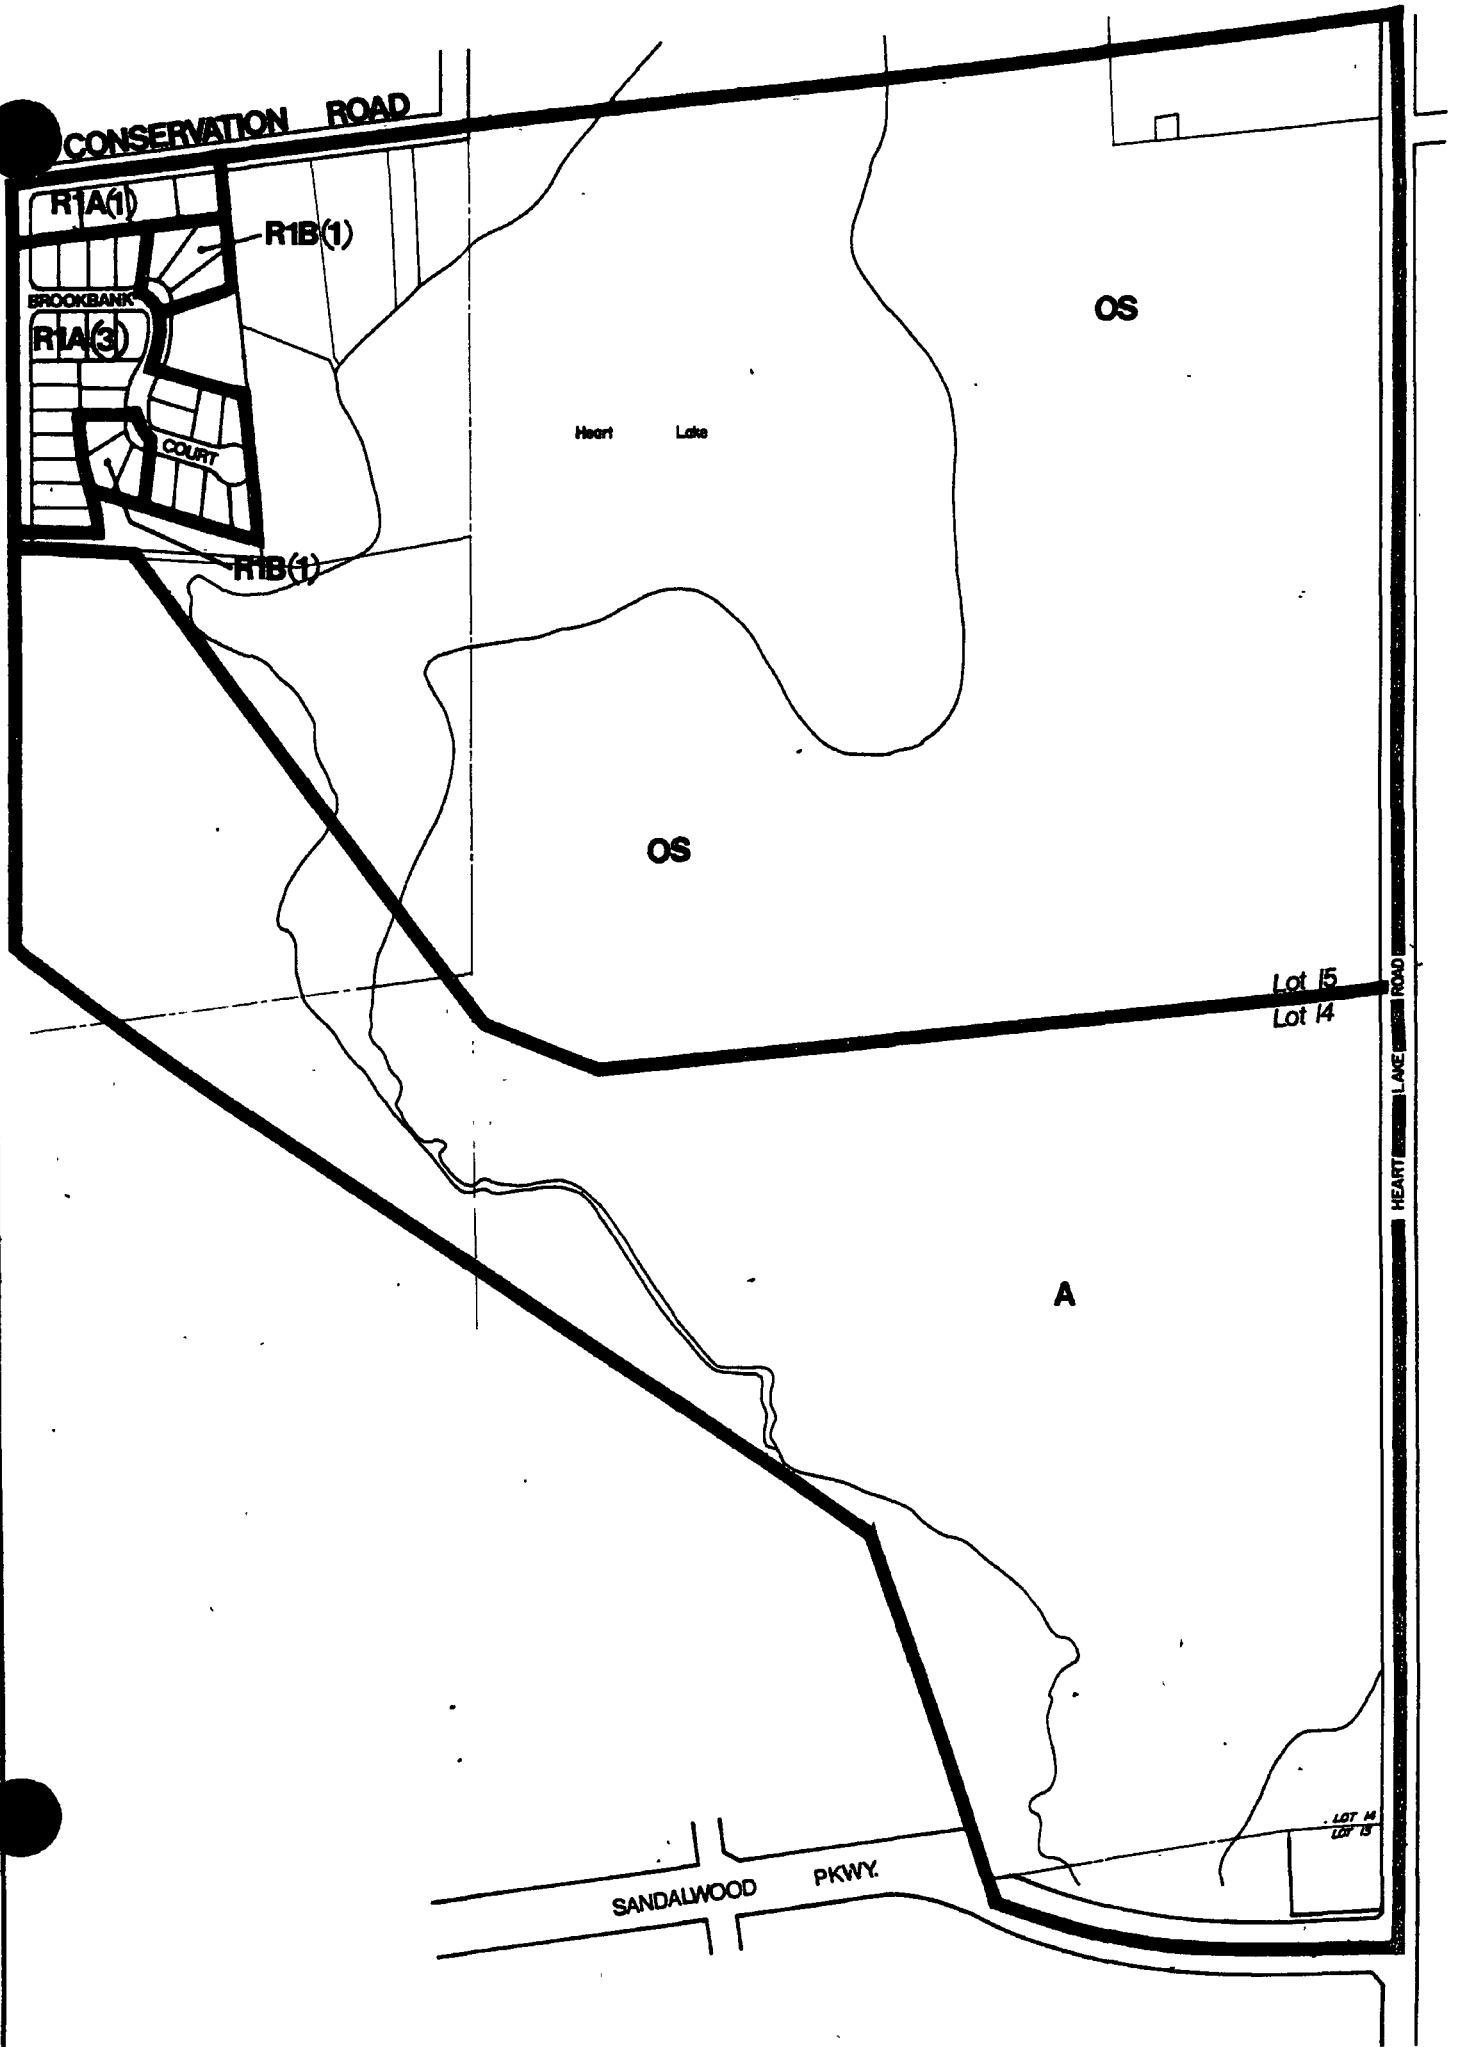 CONSERVATION ROAD
R1A(1)
R1B(1)
BROOKBANK
R1A(3)
COURT
R1B(1)
OS
Heart Lake
OS
Lot 15
Lot 14
HEART LAKE ROAD
A
LOT 14
LOT 13
SANDALWOOD PKWY.